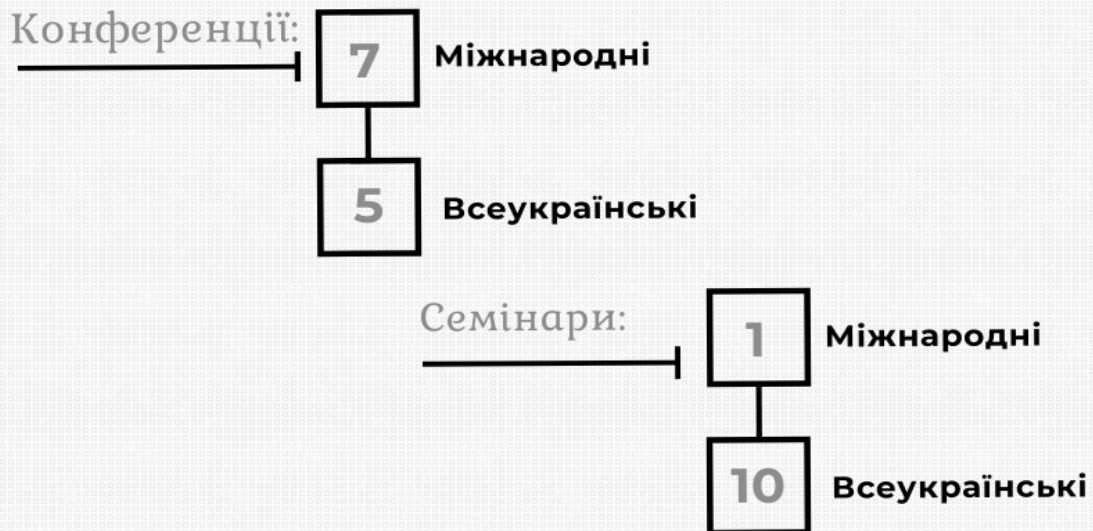 Конференції:
7 Міжнародні
5 Всеукраїнські
Семінари:
1 Міжнародні
10 Всеукраїнські